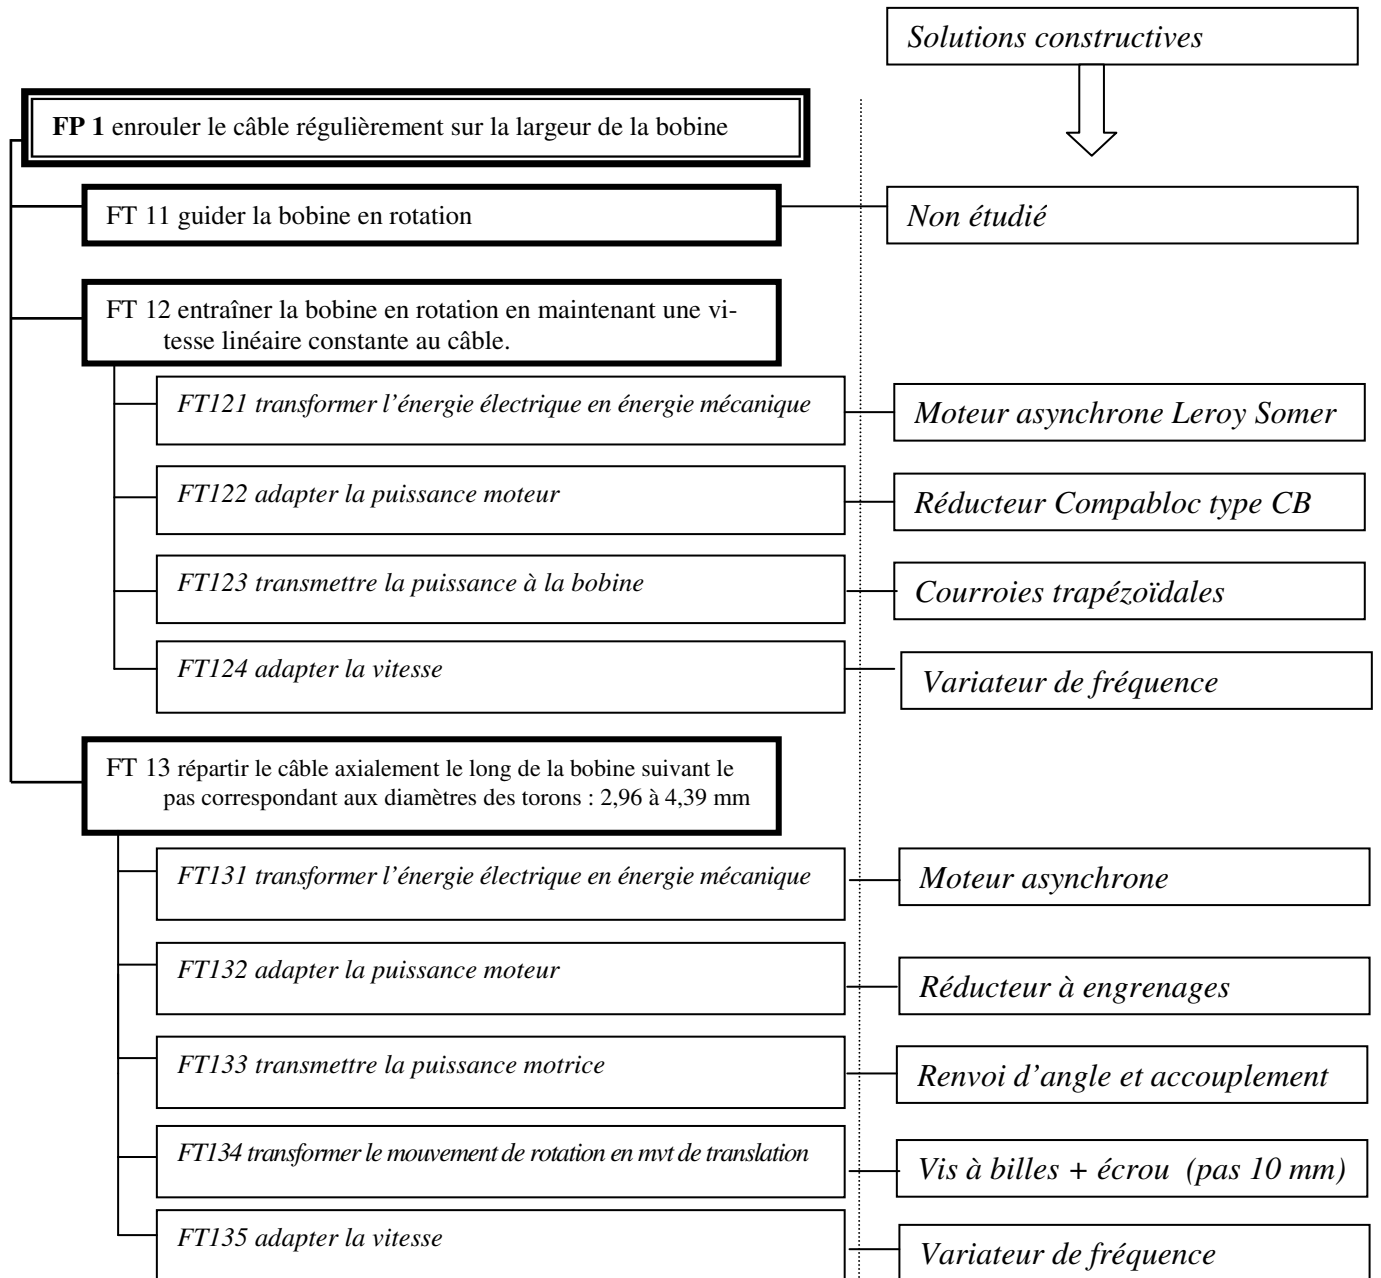 Solutions constructives
FP 1 enrouler le câble régulièrement sur la largeur de la bobine
FT 11 guider la bobine en rotation
Non étudié
FT 12 entraîner la bobine en rotation en maintenant une vi-
tesse linéaire constante au câble.
FT121 transformer l’énergie électrique en énergie mécanique
Moteur asynchrone Leroy Somer
FT122 adapter la puissance moteur
Réducteur Compabloc type CB
FT123 transmettre la puissance à la bobine
Courroies trapézoïdales
FT124 adapter la vitesse
Variateur de fréquence
FT 13 répartir le câble axialement le long de la bobine suivant le
pas correspondant aux diamètres des torons : 2,96 à 4,39 mm
FT131 transformer l’énergie électrique en énergie mécanique
Moteur asynchrone
FT132 adapter la puissance moteur
Réducteur à engrenages
FT133 transmettre la puissance motrice
Renvoi d’angle et accouplement
FT134 transformer le mouvement de rotation en mvt de translation
Vis à billes + écrou (pas 10 mm)
FT135 adapter la vitesse
Variateur de fréquence